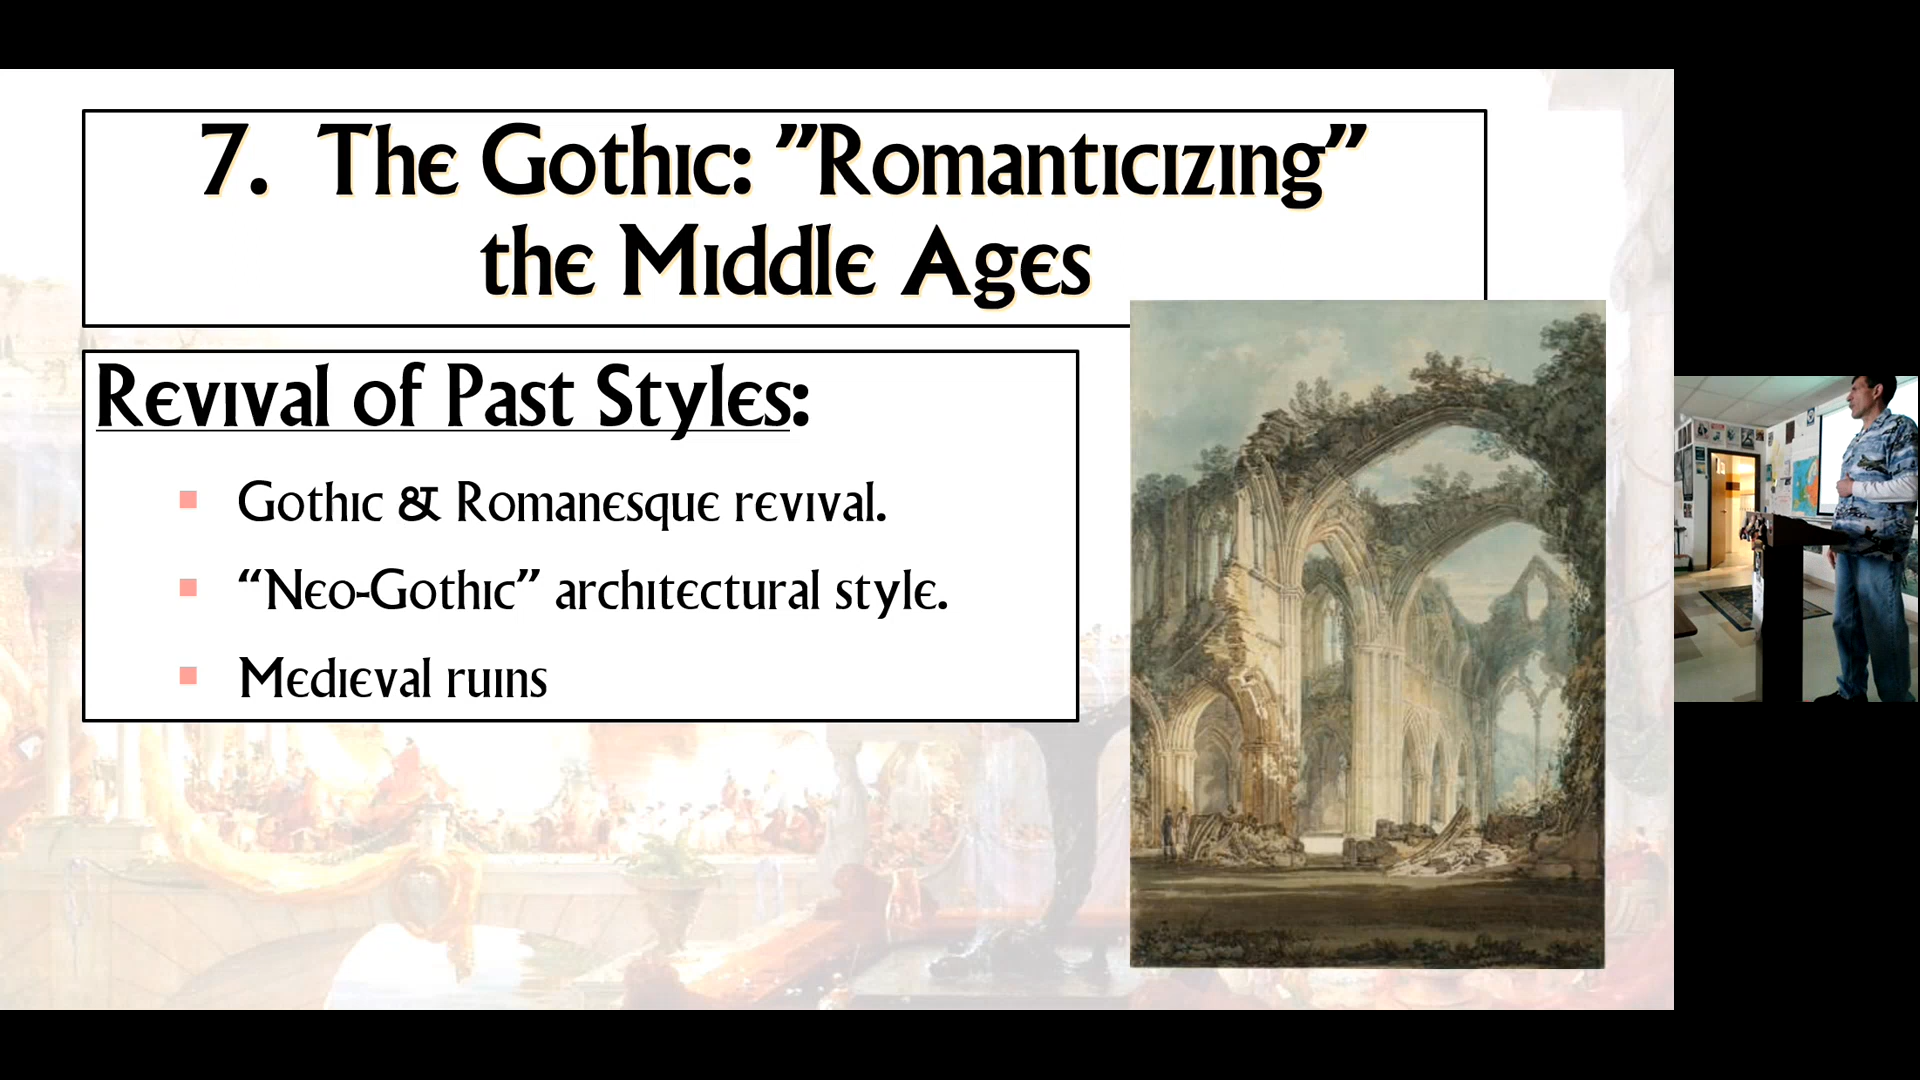 7. The Gothic: ”Romanticizing”
the Middle Ages
Revival of Past Styles:
Gothic & Romanesque revival.
“Neo-Gothic” architectural style.
Medieval ruins